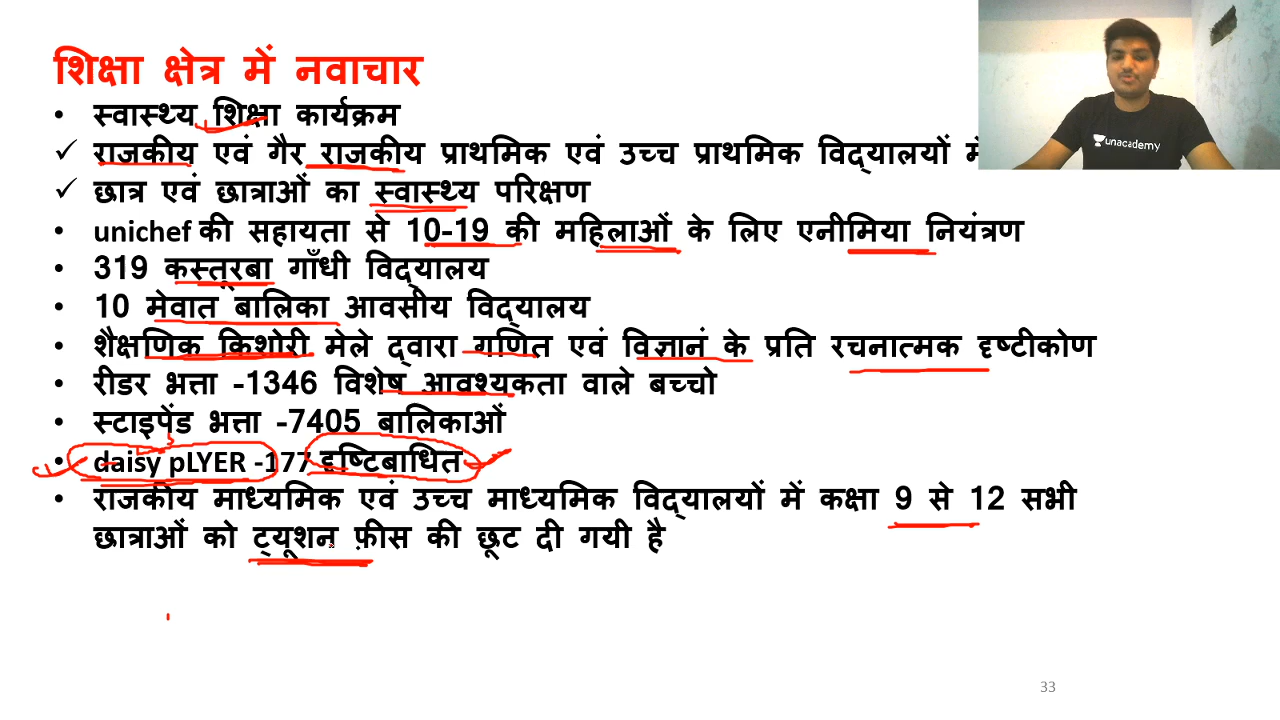 शिक्षा क्षेत्र में नवाचार
• स्वास्थ्य शिक्षा कार्यक्रम
✓ राजकीय एवं गैर राजकीय प्राथमिक एवं उच्च प्राथमिक विद्यालयों में
✓ छात्र एवं छात्राओं का स्वास्थ्य परिक्षण
• unichef की सहायता से 10-19 की महिलाओं के लिए एनीमिया नियंत्रण
• 319 कस्तूरबा गाँधी विद्यालय
• 10 मेवात बालिका आवसीय विद्यालय
• शैक्षणिक किशोरी मेले द्वारा गणित एवं विज्ञानं के प्रति रचनात्मक दृष्टीकोण
• रीडर भत्ता -1346 विशेष आवश्यकता वाले बच्चो
• स्टाइपेंड भत्ता -7405 बालिकाओं
• daisy pLYER -177 दृष्टिबाधित
• राजकीय माध्यमिक एवं उच्च माध्यमिक विद्यालयों में कक्षा 9 से 12 सभी
छात्राओं को ट्यूशन फ़ीस की छूट दी गयी है
unacademy
33